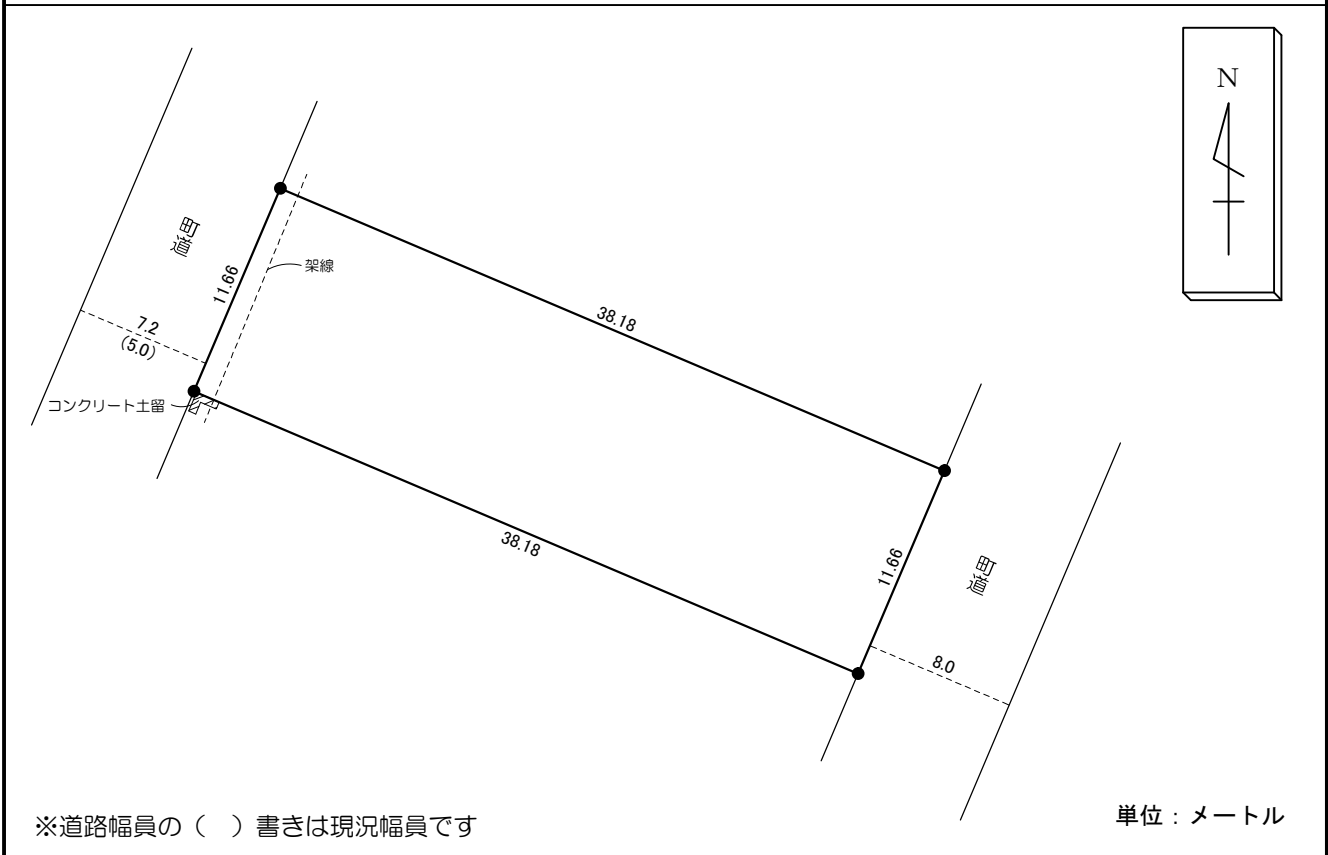 N
町道
架線
11.66
38.18
7.2
(5.0)
コンクリート土留
38.18
11.66
町道
8.0
※道路幅員の（　）書きは現況幅員です
単位：メートル